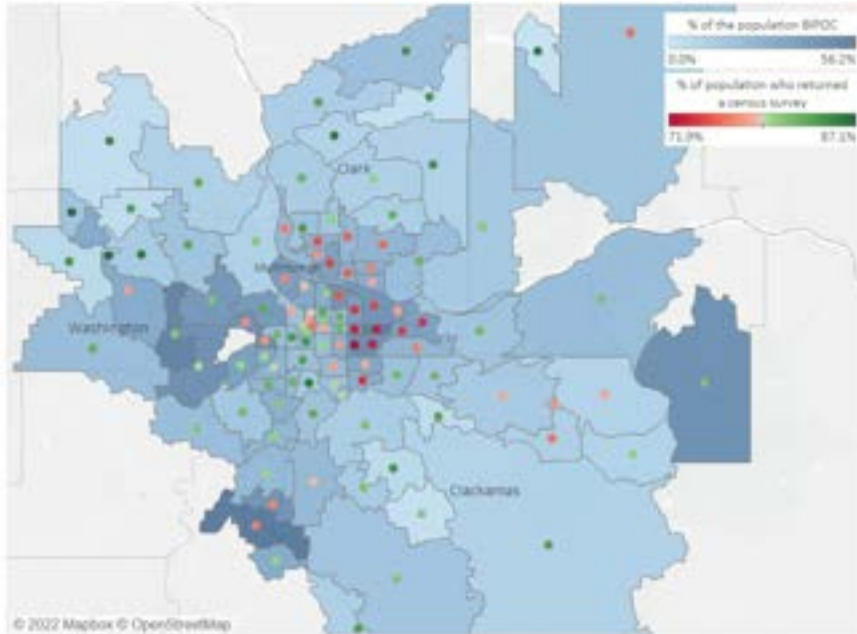 % of the population BIPOC
0.0% 56.2%
% of population who returned
a census survey
71.9% 87.1%
Clark
Washington
Clackamas
© 2022 Mapbox © OpenStreetMap